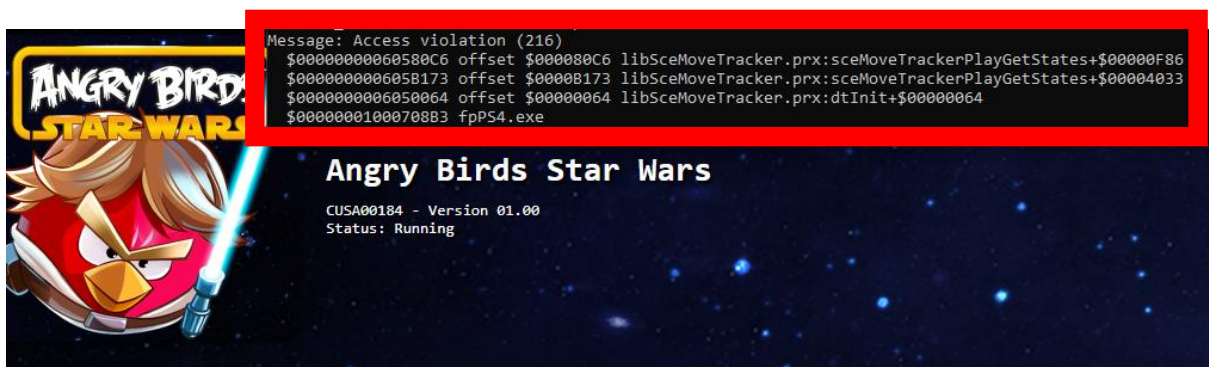 Message: Access violation (216)
$00000000060580C6 offset $000080C6 libSceMoveTracker.prx:sceMoveTrackerPlayGetStates+$00000F86
$000000000605B173 offset $0000B173 libSceMoveTracker.prx:sceMoveTrackerPlayGetStates+$00004033
$0000000006050064 offset $00000064 libSceMoveTracker.prx:dtInit+$00000064
$00000001000708B3 fpPS4.exe
ANGRY BIRDS
STAR WARS
Angry Birds Star Wars
CUSA00184 - Version 01.00
Status: Running